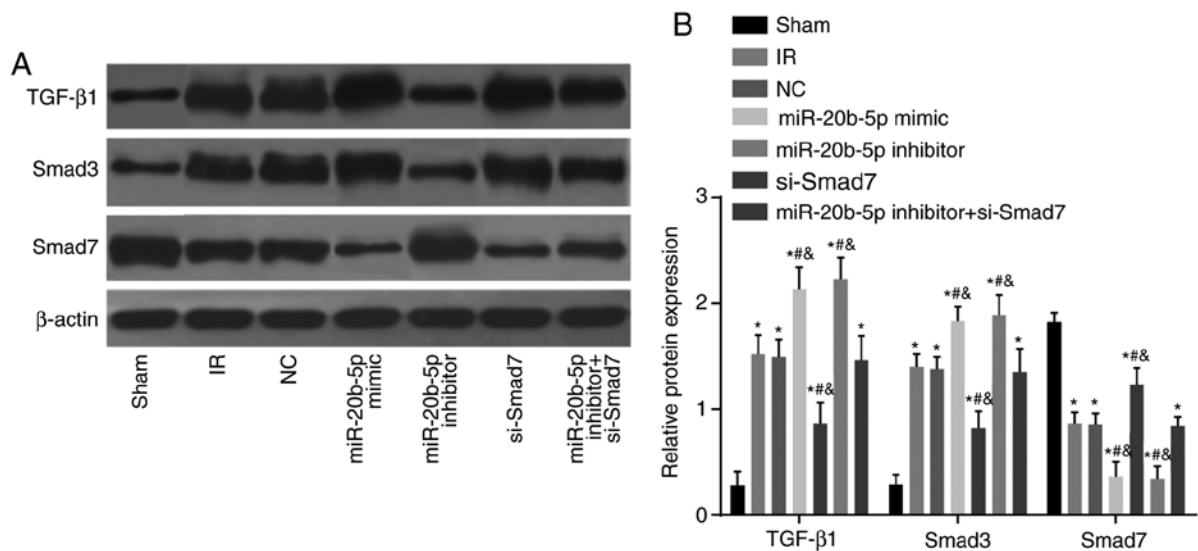 A
TGF-β1
Smad3
Smad7
β-actin
Sham
IR
NC
miR-20b-5p
mimic
miR-20b-5p
inhibitor
si-Smad7
miR-20b-5p
inhibitor+
si-Smad7
B
Sham
IR
NC
miR-20b-5p mimic
miR-20b-5p inhibitor
si-Smad7
miR-20b-5p inhibitor+si-Smad7
Relative protein expression
3
2
1
0
* * *#& *#& *#& *
* * *#& *#& *#& *
* * *#& *#& *#& *
TGF-β1 Smad3 Smad7